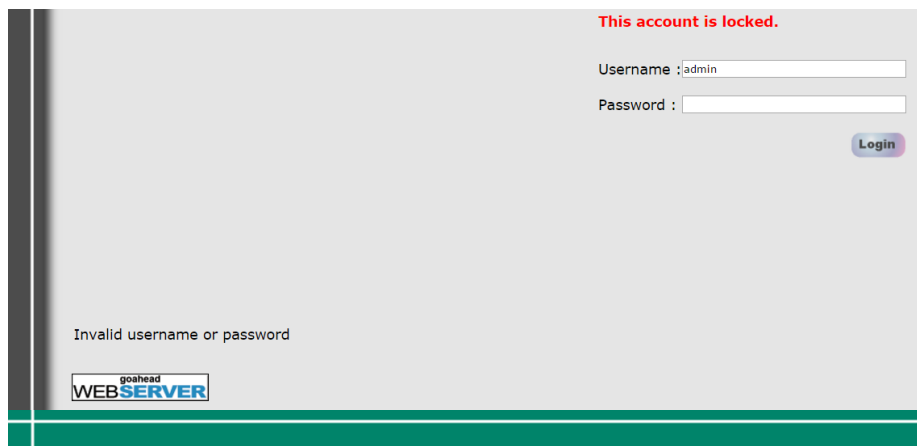 This account is locked.
Username : admin
Password :
Login
Invalid username or password
goahead
WEBSERVER